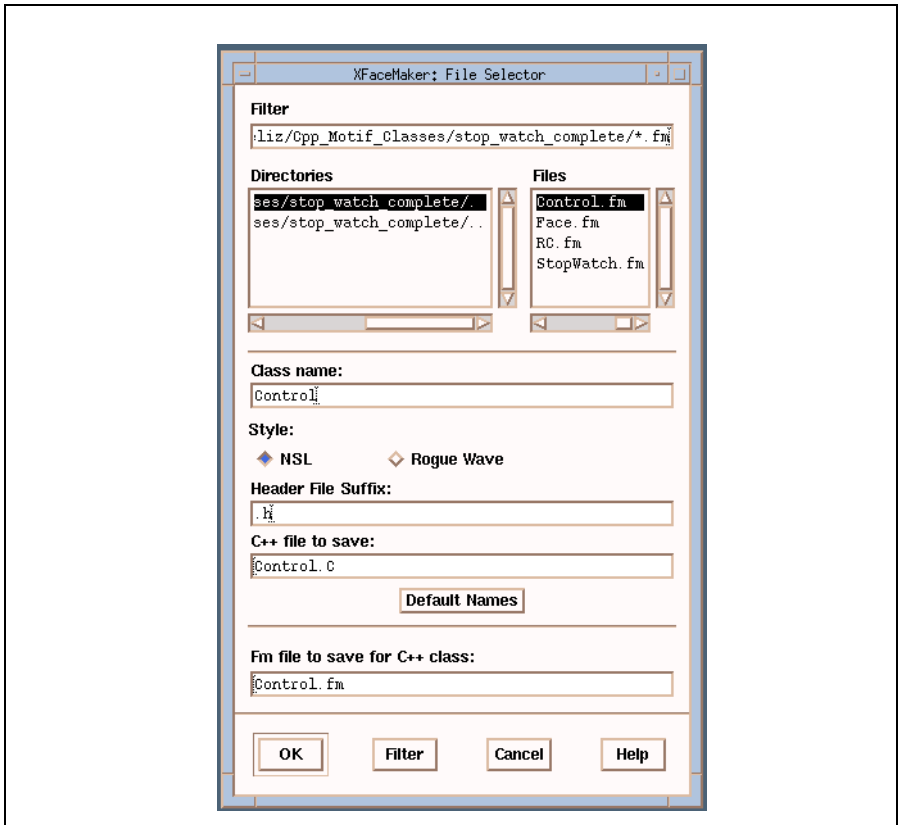 XFaceMaker: File Selector
Filter
liz/Cpp_Motif_Classes/stop_watch_complete/*.fm
Directories
Files
ses/stop_watch_complete/.
ses/stop_watch_complete/..
Control.fm
Face.fm
RC.fm
StopWatch.fm
Class name:
Control
Style:
NSL
Rogue Wave
Header File Suffix:
.h
C++ file to save:
Control.C
Default Names
Fm file to save for C++ class:
Control.fm
OK
Filter
Cancel
Help